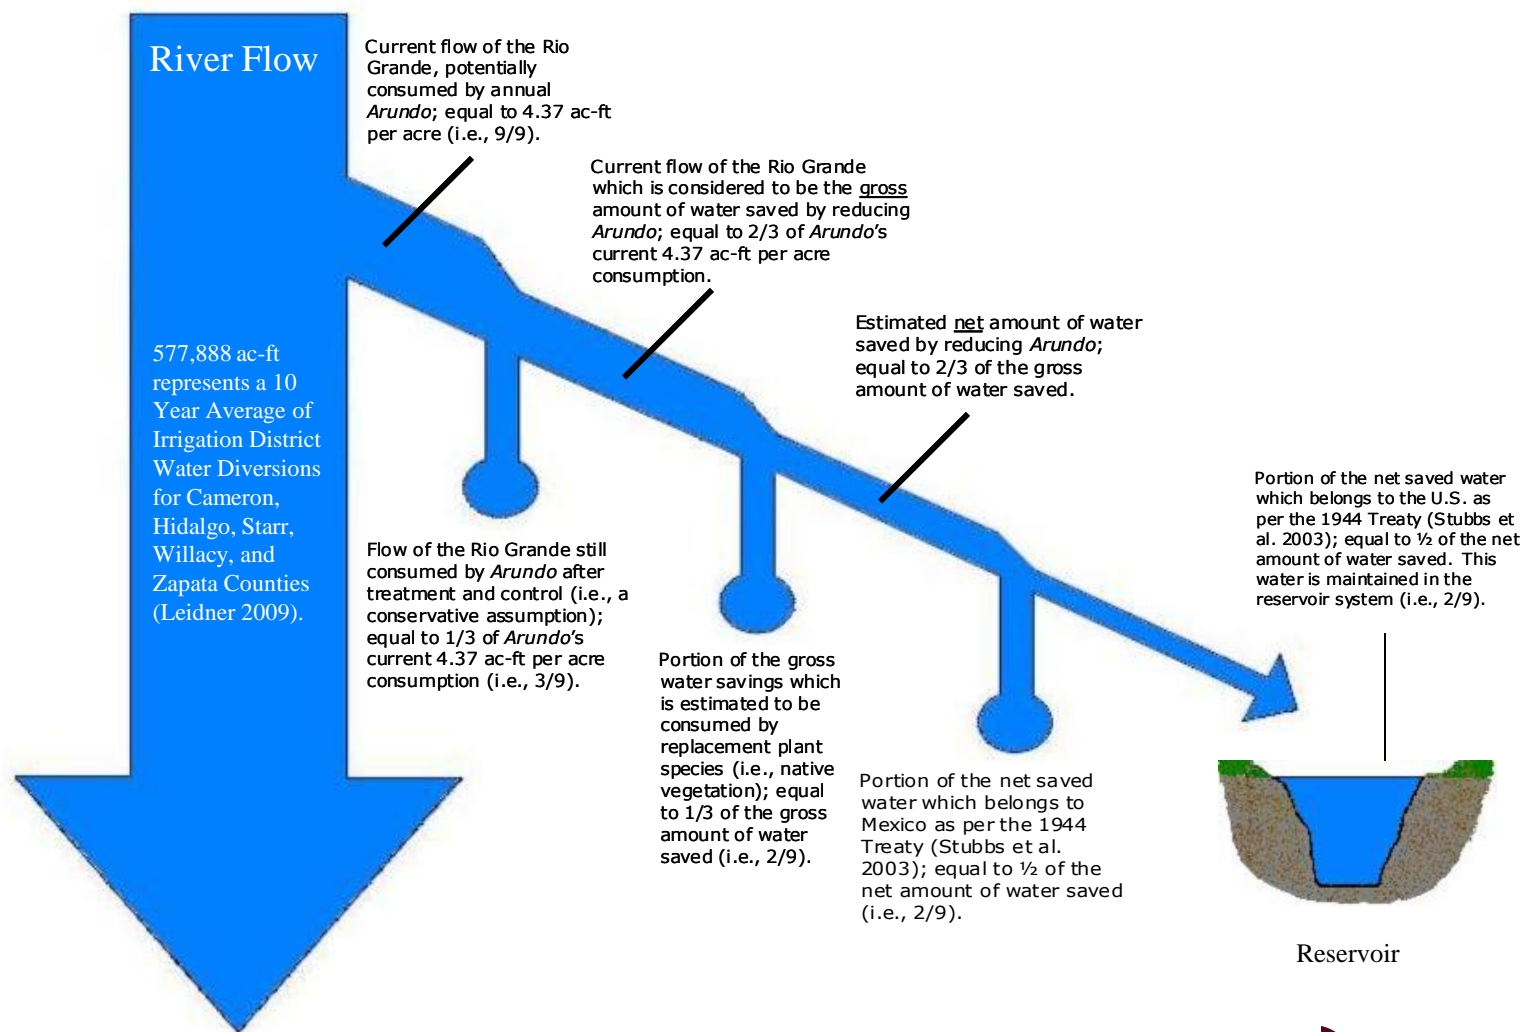 River Flow
577,888 ac-ft
represents a 10
Year Average of
Irrigation District
Water Diversions
for Cameron,
Hidalgo, Starr,
Willacy, and
Zapata Counties
(Leidner 2009).
Current flow of the Rio
Grande, potentially
consumed by annual
Arundo; equal to 4.37 ac-ft
per acre (i.e., 9/9).
Current flow of the Rio Grande
which is considered to be the gross
amount of water saved by reducing
Arundo; equal to 2/3 of Arundo's
current 4.37 ac-ft per acre
consumption.
Estimated net amount of water
saved by reducing Arundo;
equal to 2/3 of the gross
amount of water saved.
Portion of the net saved water
which belongs to the U.S. as
per the 1944 Treaty (Stubbs et
al. 2003); equal to ½ of the net
amount of water saved. This
water is maintained in the
reservoir system (i.e., 2/9).
Flow of the Rio Grande still
consumed by Arundo after
treatment and control (i.e., a
conservative assumption);
equal to 1/3 of Arundo's
current 4.37 ac-ft per acre
consumption (i.e., 3/9).
Portion of the gross
water savings which
is estimated to be
consumed by
replacement plant
species (i.e., native
vegetation); equal
to 1/3 of the gross
amount of water
saved (i.e., 2/9).
Portion of the net saved
water which belongs to
Mexico as per the 1944
Treaty (Stubbs et al.
2003); equal to ½ of the
net amount of water saved
(i.e., 2/9).
Reservoir